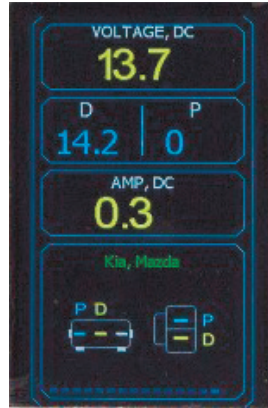 VOLTAGE, DC
13.7
D P
14.2 0
AMP, DC
0.3
Kia, Mazda
P D
P
D